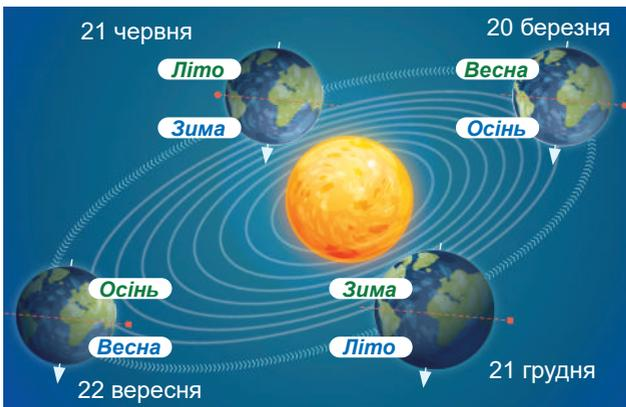 21 червня
Літо
Зима
20 березня
Весна
Осінь
Осінь
Весна
22 вересня
Зима
Літо
21 грудня